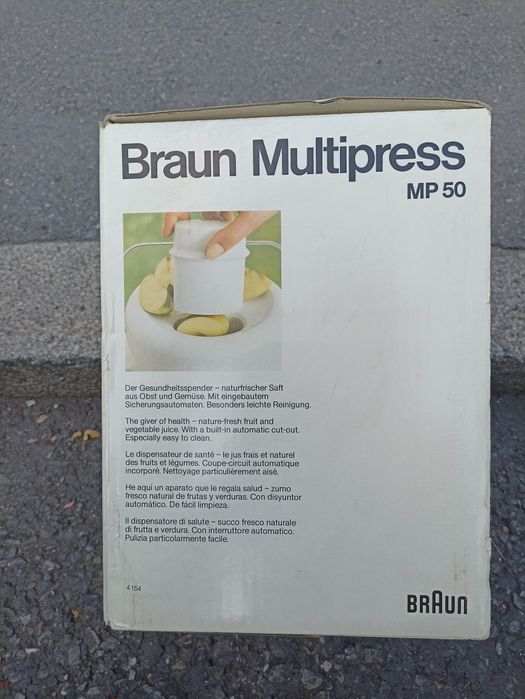 Braun Multipress
MP 50
Der Gesundheitsspender – naturfrischer Saft
aus Obst und Gemüse. Mit eingebautem
Sicherungsautomaten. Besonders leichte Reinigung.
The giver of health – nature-fresh fruit and
vegetable juice. With a built-in automatic cut-out.
Especially easy to clean.
Le dispensateur de santé – le jus frais et naturel
des fruits et légumes. Coupe-circuit automatique
incorporé. Nettoyage particulièrement aisé.
He aquí un aparato que le regala salud – zumo
fresco natural de frutas y verduras. Con disyuntor
automático. De fácil limpieza.
Il dispensatore di salute – succo fresco naturale
di frutta e verdura. Con interruttore automatico.
Pulizia particolarmente facile.
4154
BRAUN